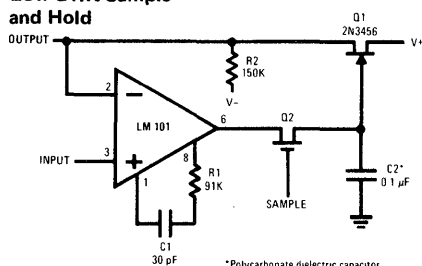 and Hold
OUTPUT
Q1
2N3456
V+
R2
150K
V−
2
−
LM 101
6
Q2
INPUT
3
+
8
1
R1
91K
C2*
0.1 µF
SAMPLE
C1
30 pF
*Polycarbonate dielectric capacitor